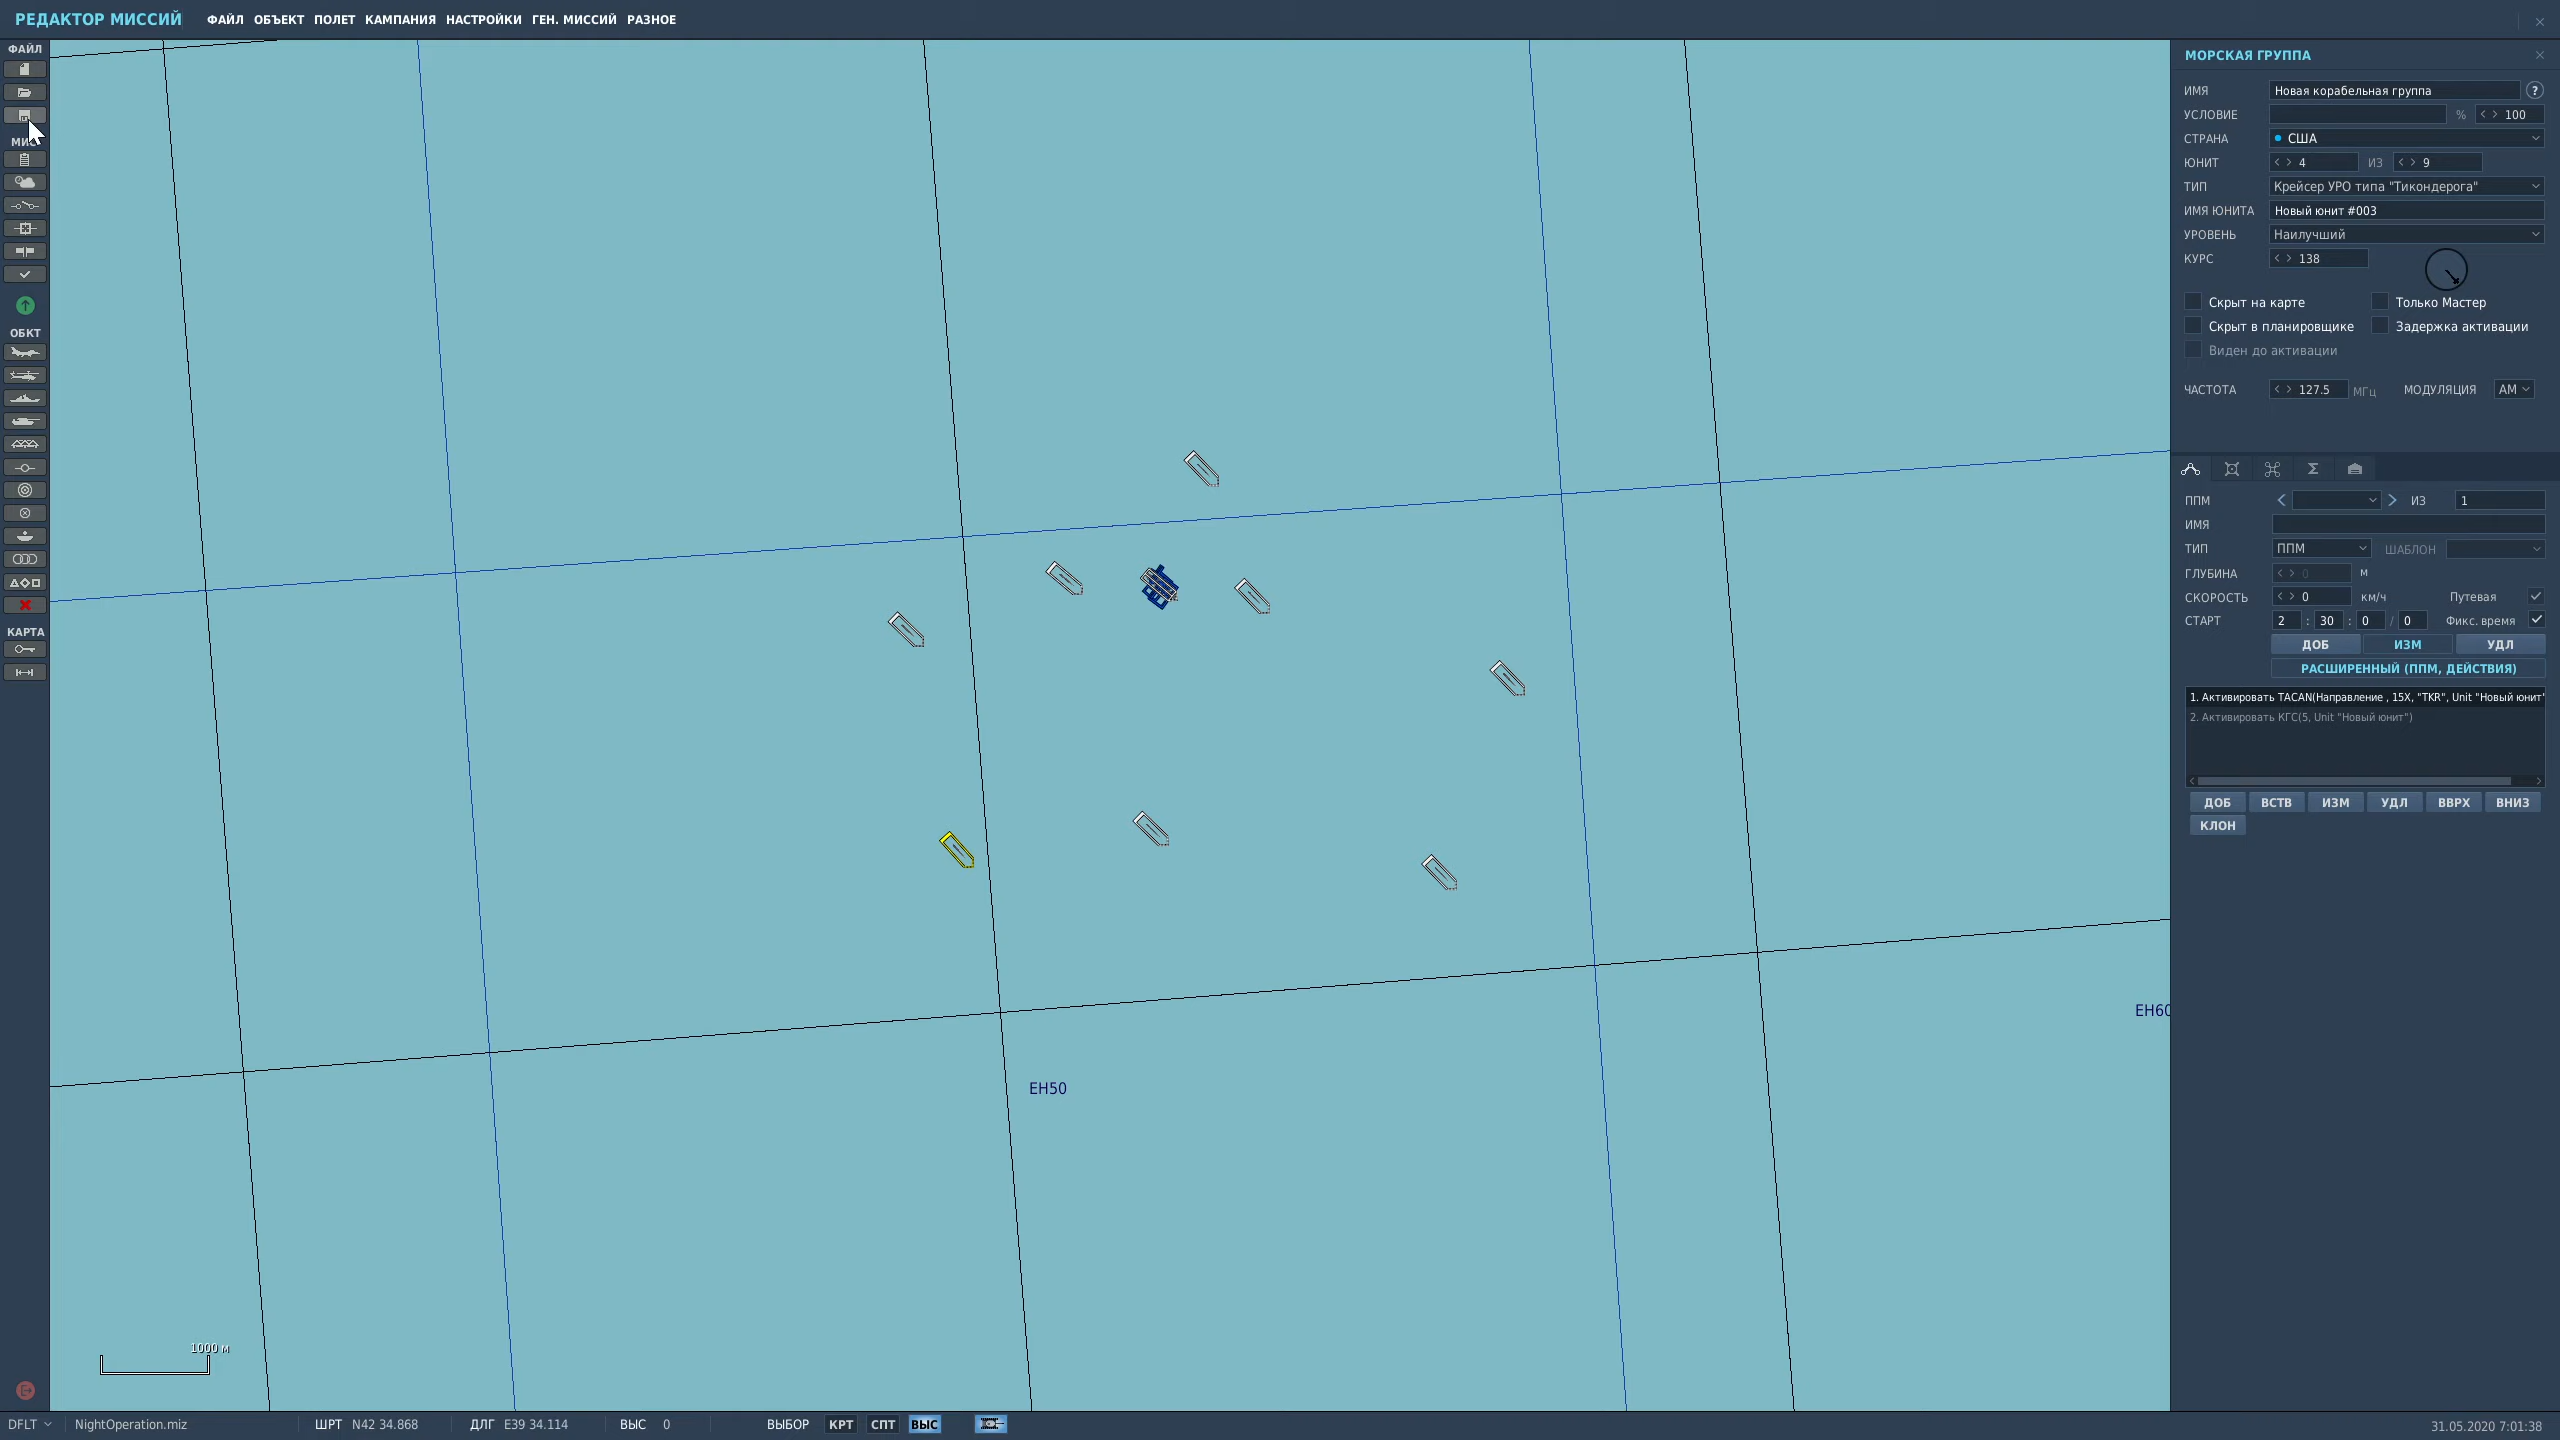 РЕДАКТОР МИССИЙ ФАЙЛ ОБЪЕКТ ПОЛЕТ КАМПАНИЯ НАСТРОЙКИ ГЕН. МИССИЙ РАЗНОЕ
ФАЙЛ
ОБКТ
КАРТА
EH60
EH50
1000 м
МОРСКАЯ ГРУППА
ИМЯ Новая корабельная группа ?
УСЛОВИЕ % < > 100
СТРАНА США
ЮНИТ < > 4 ИЗ < > 9
ТИП Крейсер УРО типа "Тикондерога"
ИМЯ ЮНИТА Новый юнит #003
УРОВЕНЬ Наилучший
КУРС < > 138
Скрыт на карте Только Мастер
Скрыт в планировщике Задержка активации
Виден до активации
ЧАСТОТА < > 127.5 МГц МОДУЛЯЦИЯ AM
ППМ < > ИЗ 1
ИМЯ
ТИП ППМ ШАБЛОН
ГЛУБИНА < > 0 м
СКОРОСТЬ < > 0 км/ч Путевая
СТАРТ 2 : 30 : 0 / 0 Фикс. время
ДОБ ИЗМ УДЛ
РАСШИРЕННЫЙ (ППМ, ДЕЙСТВИЯ)
1. Активировать TACAN(Направление , 15X, "TKR", Unit "Новый юнит"
2. Активировать КГС(5, Unit "Новый юнит")
ДОБ ВСТВ ИЗМ УДЛ ВВРХ ВНИЗ
КЛОН
DFLT NightOperation.miz ШРТ N42 34.868 ДЛГ E39 34.114 ВЫС 0 ВЫБОР КРТ СПТ ВЫС 31.05.2020 7:01:38